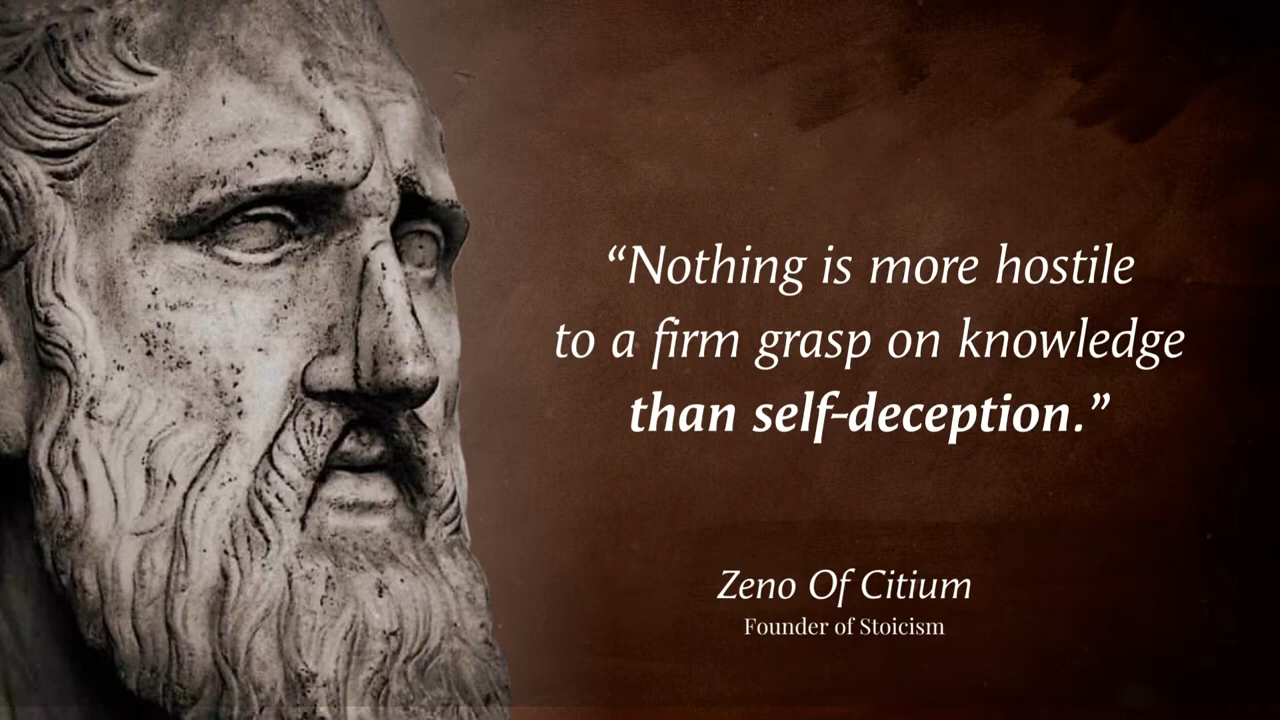 “Nothing is more hostile
to a firm grasp on knowledge
than self-deception.”
Zeno Of Citium
Founder of Stoicism